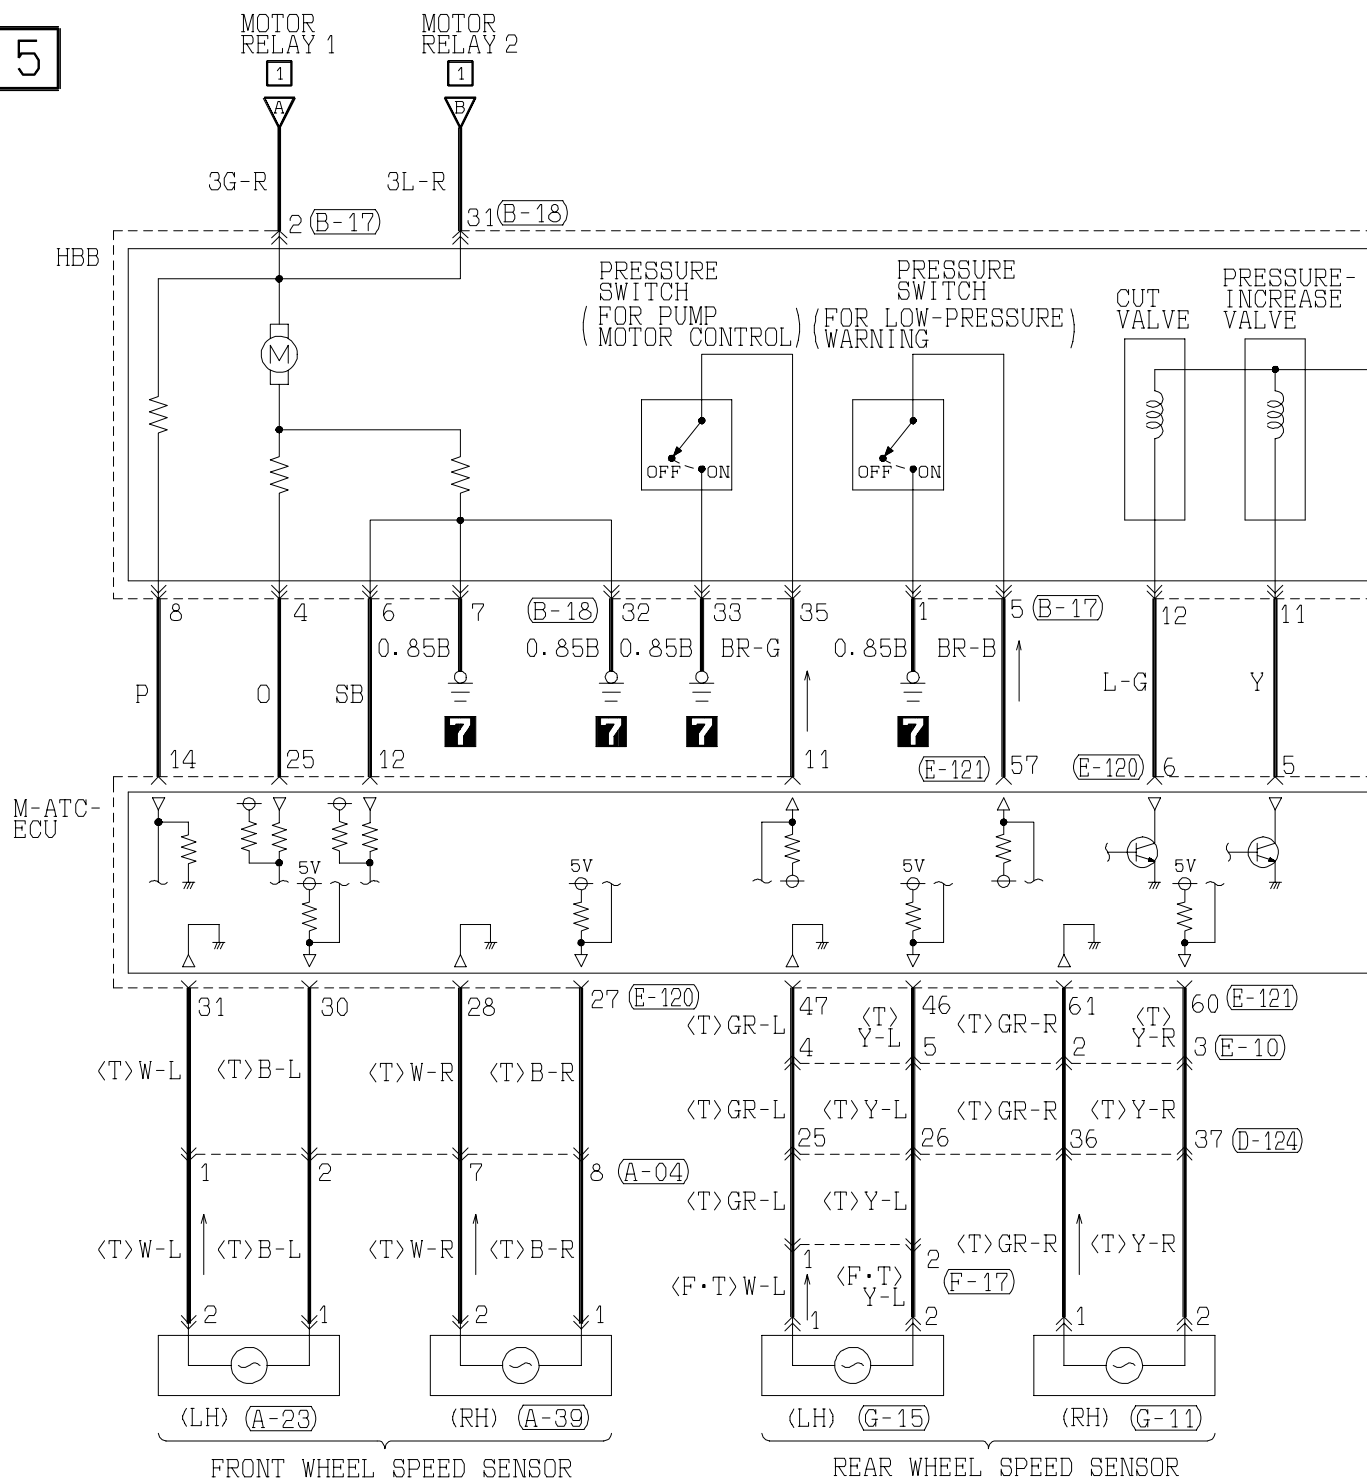 5
MOTOR
RELAY 1
MOTOR
RELAY 2
1
1
A
B
3G-R
3L-R
2
B-17
31
B-18
HBB
PRESSURE
SWITCH
(FOR PUMP
MOTOR CONTROL)
PRESSURE
SWITCH
(FOR LOW-PRESSURE
WARNING)
CUT
VALVE
PRESSURE-
INCREASE
VALVE
M
OFF
ON
OFF
ON
8
4
6
7
B-18
32
33
35
1
5
B-17
12
11
0.85B
0.85B
0.85B
BR-G
0.85B
BR-B
P
O
SB
L-G
Y
7
7
7
7
14
25
12
11
E-121
57
E-120
6
5
M-ATC-
ECU
5V
5V
5V
5V
31
30
28
27
E-120
47
46
61
60
E-121
<T>GR-L
<T>
Y-L
<T>GR-R
<T>
Y-R
4
5
2
3
E-10
<T>W-L
<T>B-L
<T>W-R
<T>B-R
<T>GR-L
<T>Y-L
<T>GR-R
<T>Y-R
25
26
36
37
D-124
1
2
7
8
A-04
<T>GR-L
<T>Y-L
<T>W-L
<T>B-L
<T>W-R
<T>B-R
<T>GR-R
<T>Y-R
1
2
F-17
<F·T>W-L
<F·T>
Y-L
2
1
2
1
1
2
1
2
(LH)
A-23
(RH)
A-39
(LH)
G-15
(RH)
G-11
FRONT WHEEL SPEED SENSOR
REAR WHEEL SPEED SENSOR